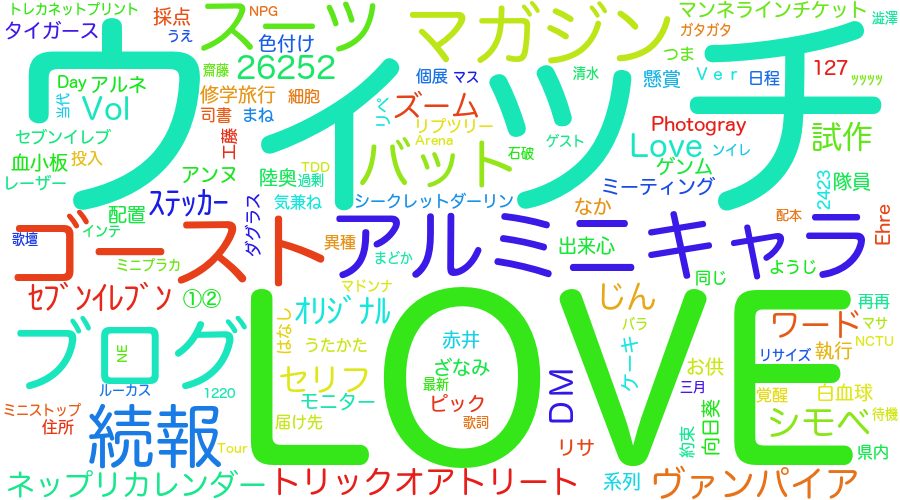 トレカネットプリント
NPG
スーツ
マガジン
マンネラインチケット
澁澤
タイガース
採点
うえ
色付け
ガタガタ
ウイッチ
齋藤
26252
個展
マス
清水
懸賞
Ver
日程
127
ッッッッ
Day
アルネ
当代
Vol
修学旅行
細胞
リベ
ズーム
司書
まね
セブンイレブ
工藤
リプツリー
Arena
ゲスト
Photogray
Love
ンイレ
試作
血小板
投入
レーザー
アンヌ
陸奥
TDD
過剰
バット
石破
ゲンム
ミーティング
2423
隊員
ステッカー
気兼ね
シークレットダーリン
なか
配本
Ehre
配置
インテ
歌壇
ダグラス
ゴースト
異種
アルミミニキャラ
まどか
出来心
ミニプラカ
同じ
ようじ
セブンイレブン
①②
マドンナ
オリジナル
はなし
LOVE
じん
パラ
再再
ワード
マサ
NCTU
ブログ
NE
うたかた
赤井
ざなみ
最新
ケーキ
リサイズ
執行
お供
ルーカス
1220
セリフ
モニター
ピック
歌詞
DM
三月
覚醒
白血球
ミニストップ
住所
続報
届け先
Tour
リサ
約束
向日葵
シモベ
待機
県内
ネップリカレンダー
トリックオアトリート
系列
ヴァンパイア